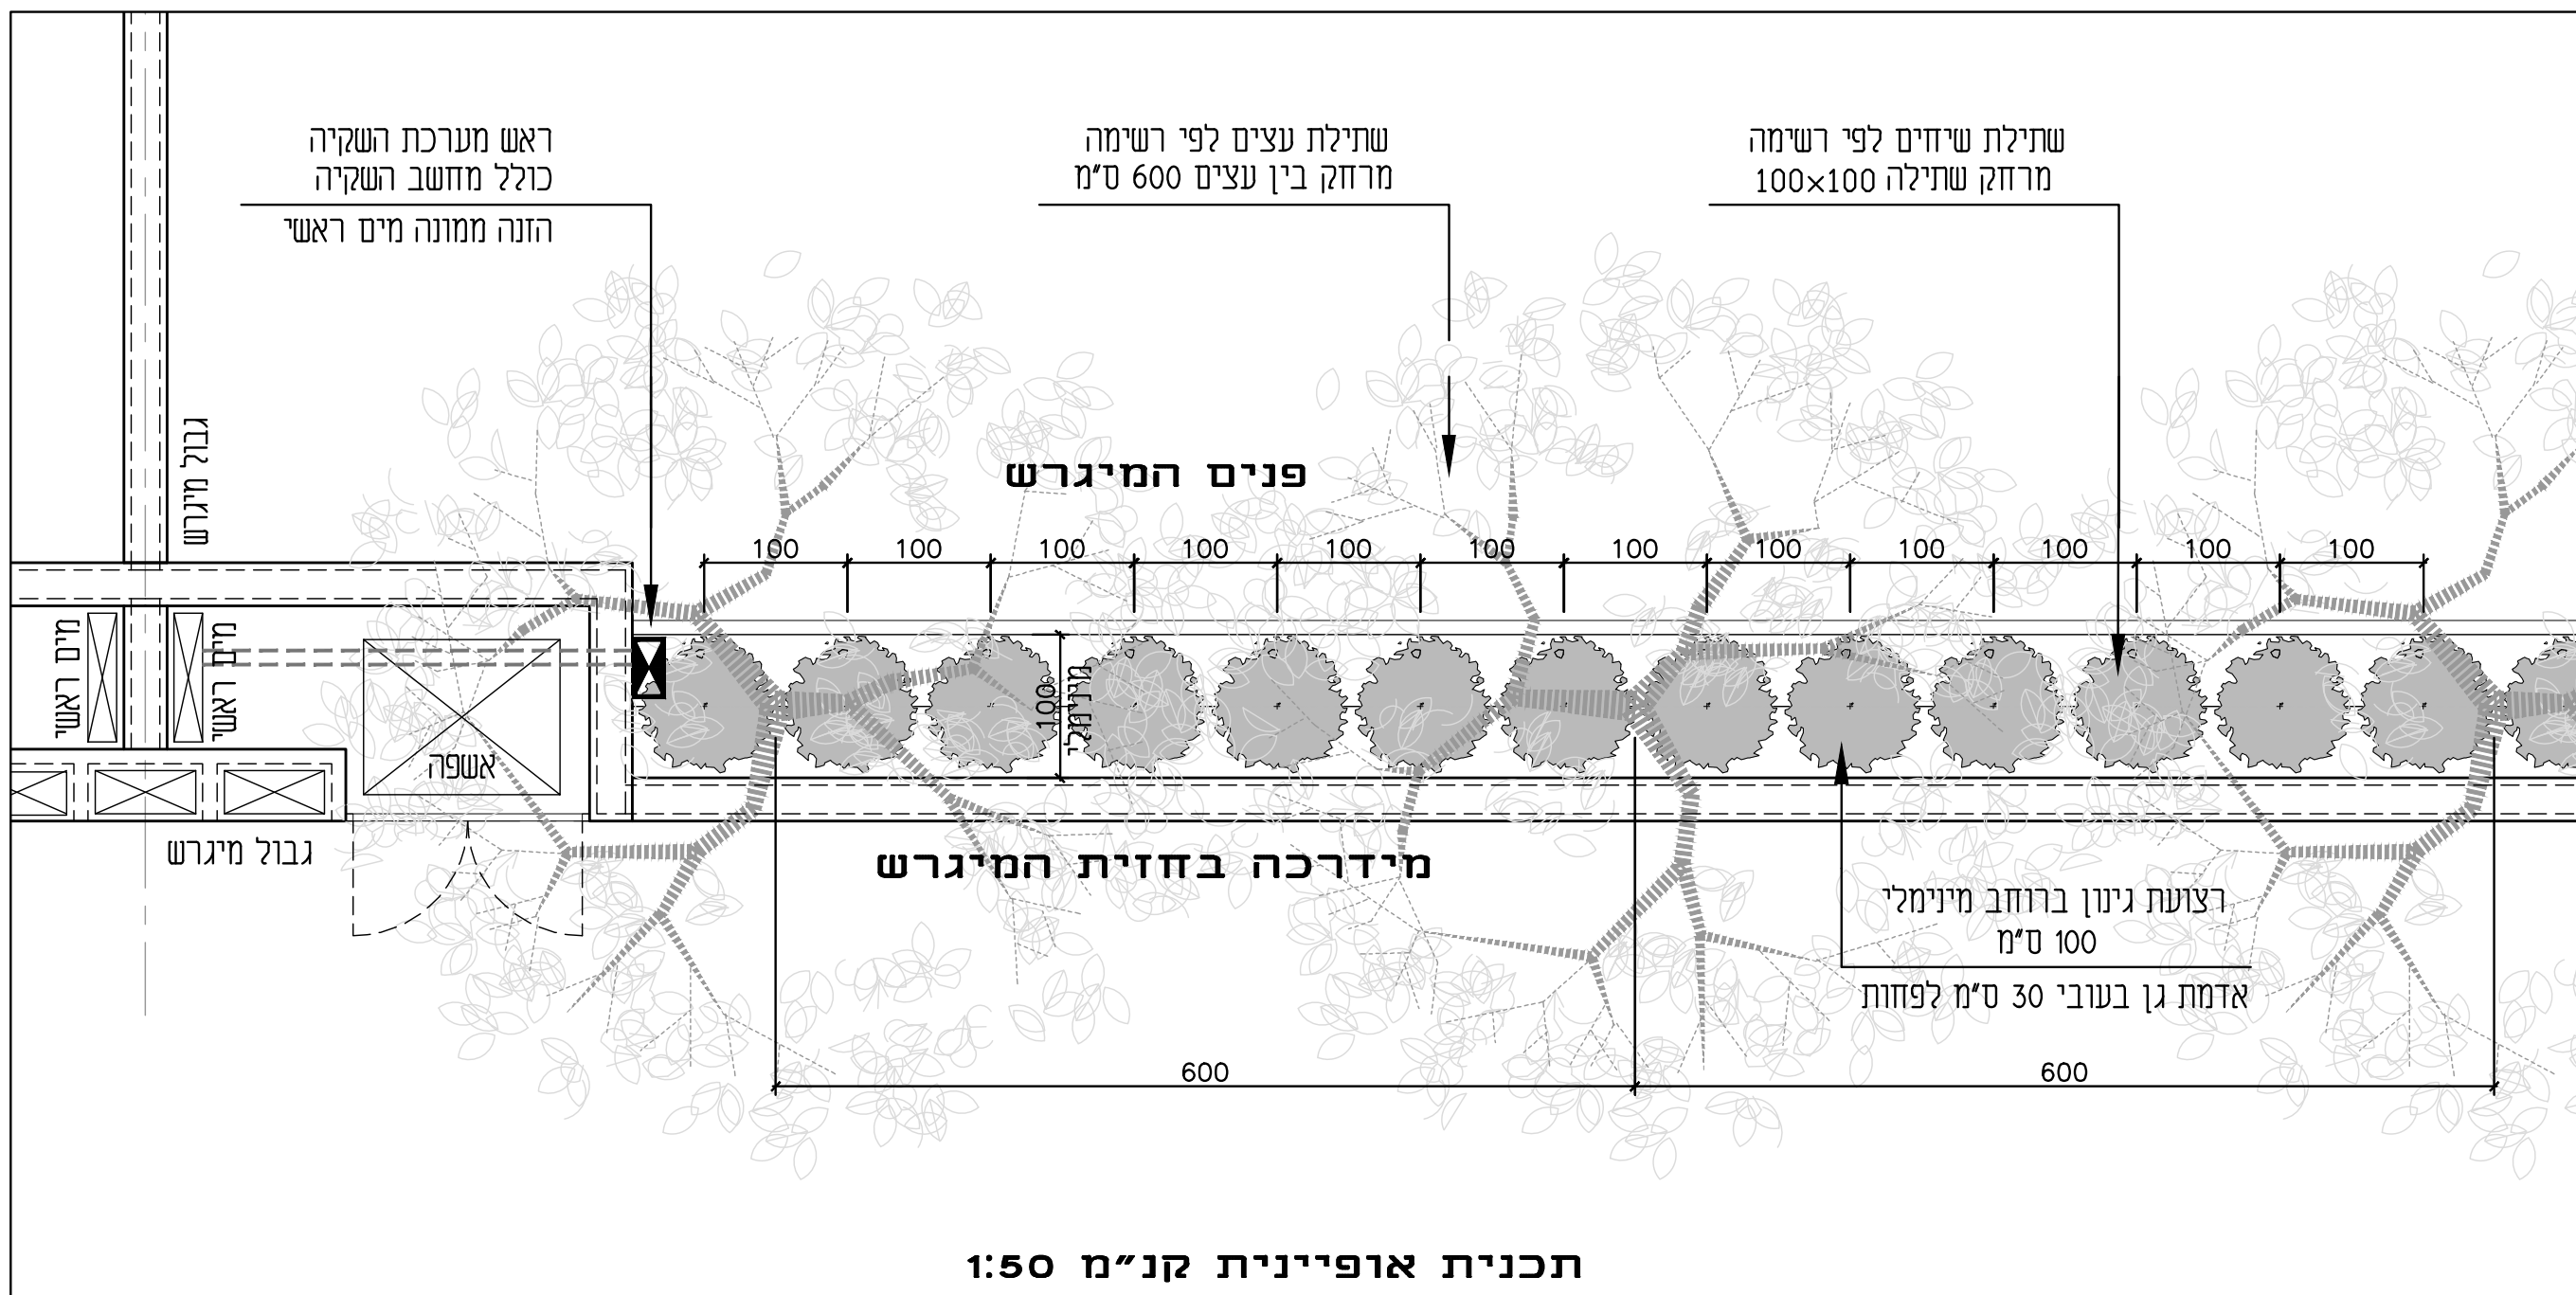 שתילת שיחים לפי רשימה
מרחק שתילה 100x100
שתילת עצים לפי רשימה
מרחק בין עצים 600 ס"מ
ראש מערכת השקיה
כולל מחשב השקיה
הזנה ממונה מים ראשי
גבול מיגרש
פנים המיגרש
100 100 100 100 100 100 100 100 100 100 100 100
מים ראשי
מים ראשי
100
מינימלי
אשפה
גבול מיגרש
מידרכה בחזית המיגרש
רצועת גינון ברוחב מינימלי
100 ס"מ
אדמת גן בעובי 30 ס"מ לפחות
600 600
תכנית אופיינית קנ"מ 1:50